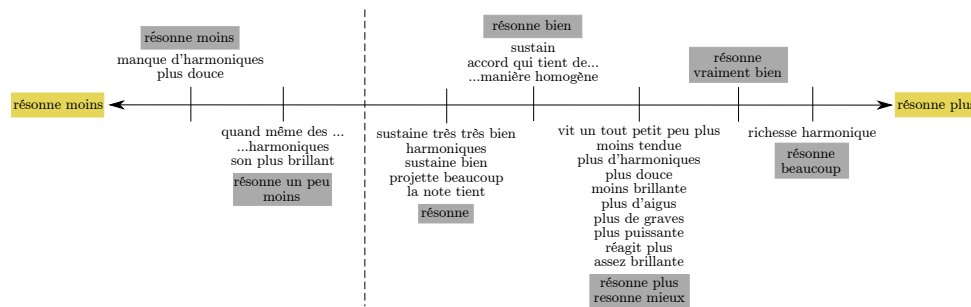 résonne moins
manque d'harmoniques
plus douce
résonne bien
sustain
accord qui tient de...
...manière homogène
résonne
vraiment bien
résonne moins
résonne plus
quand même des ...
...harmoniques
son plus brillant
résonne un peu
moins
sustaine très très bien
harmoniques
sustaine bien
projette beaucoup
la note tient
résonne
vit un tout petit peu plus
moins tendue
plus d'harmoniques
plus douce
moins brillante
plus d'aigus
plus de graves
plus puissante
réagit plus
assez brillante
résonne plus
resonne mieux
richesse harmonique
résonne
beaucoup